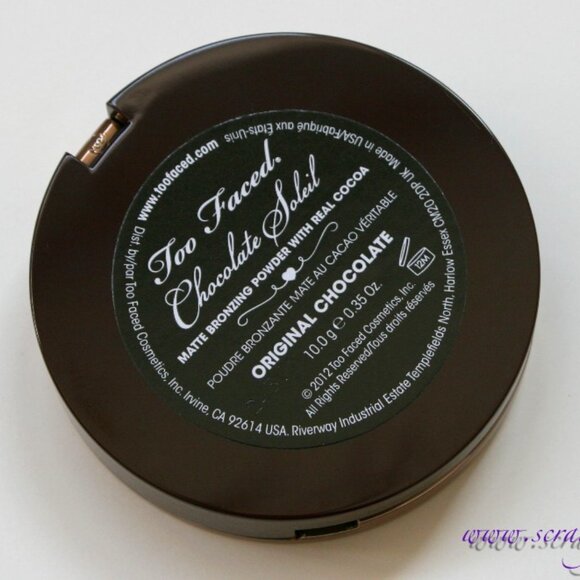 www.toofaced.com
Made in USA/Fabriqué aux États-Unis
Too Faced.
Chocolate Soleil
MATTE BRONZING POWDER WITH REAL COCOA
POUDRE BRONZANTE MATE AU CACAO VÉRITABLE
ORIGINAL CHOCOLATE
10.0 g ℮ 0.35 Oz.
12M
© 2012 Too Faced Cosmetics, Inc.
All Rights Reserved/Tous droits réservés
Dist. by/par Too Faced Cosmetics, Inc. Irvine, CA 92614 USA. Riverway Industrial Estate Templefields North, Harlow Essex CM20 2DP UK
www.scra